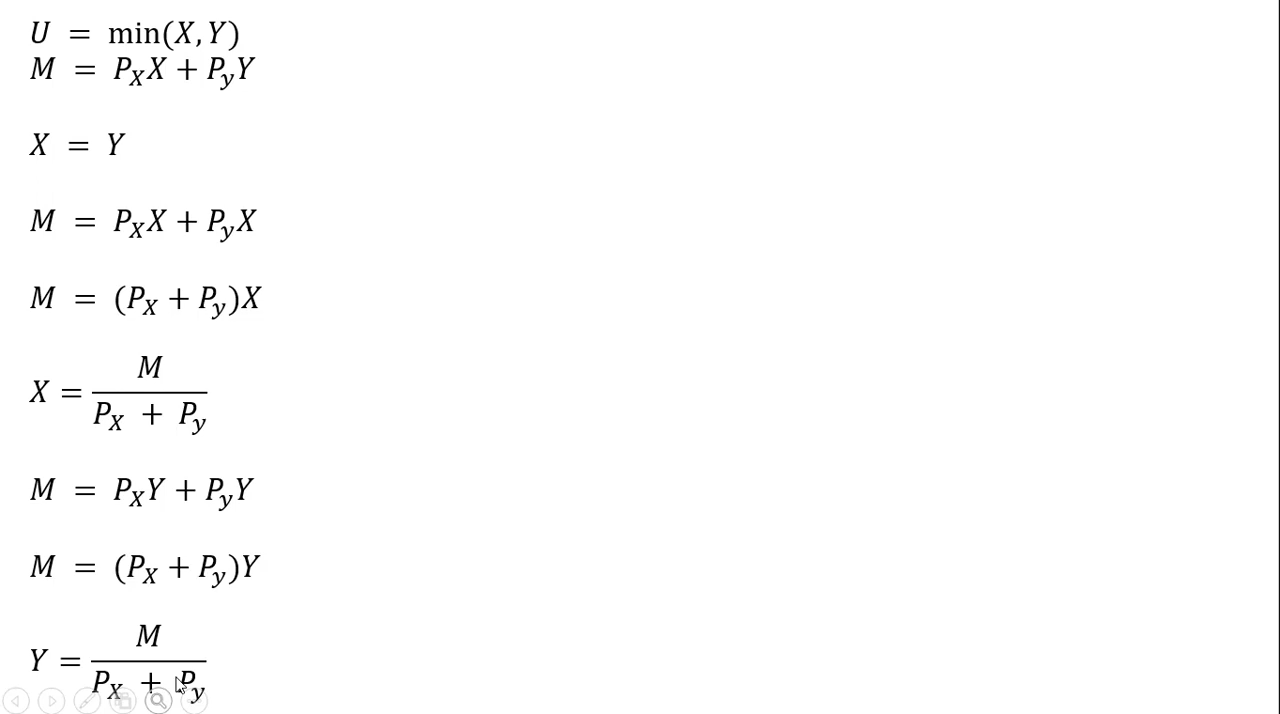 U = min(X, Y)
M = P_X X + P_y Y
X = Y
M = P_X X + P_y X
M = (P_X + P_y)X
X = M / (P_X + P_y)
M = P_X Y + P_y Y
M = (P_X + P_y)Y
Y = M / (P_X + P_y)